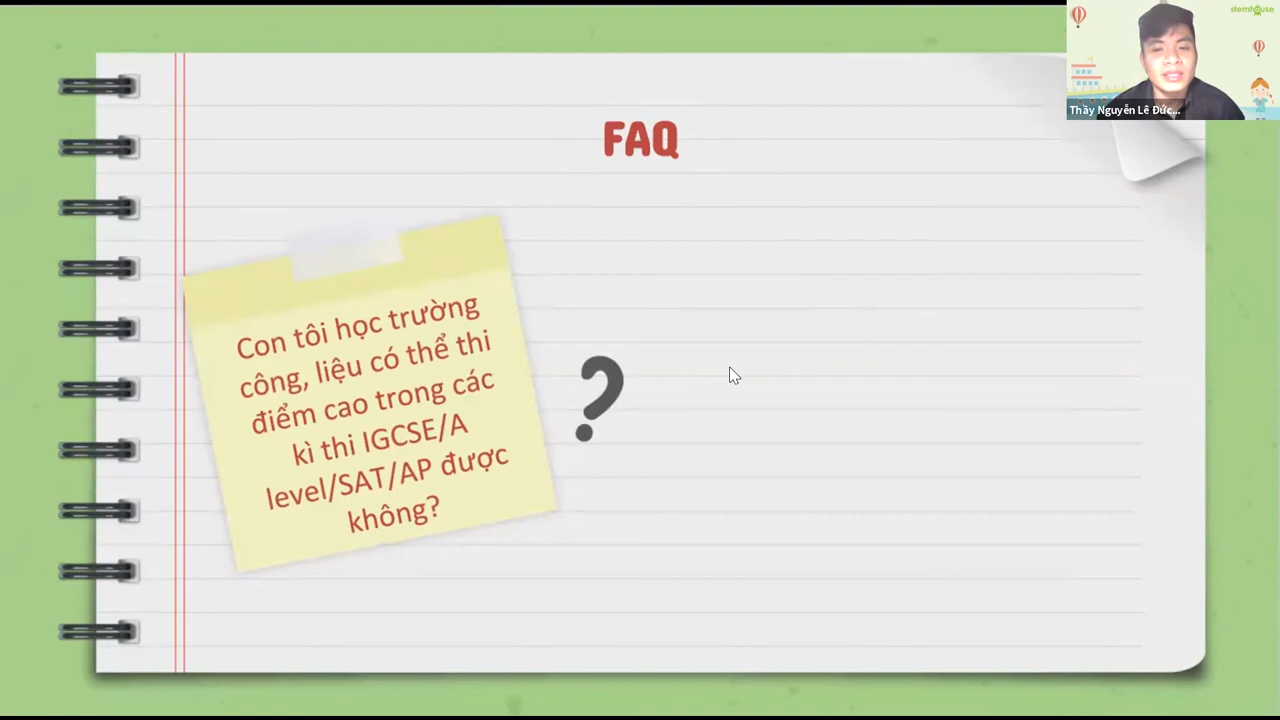 stemhouse
Thầy Nguyễn Lê Đức...
FAQ
Con tôi học trường
công, liệu có thể thi
điểm cao trong các
kì thi IGCSE/A
level/SAT/AP được
không?
?